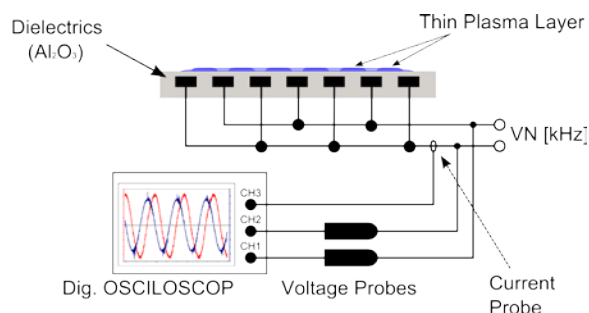 Dielectrics
(Al₂O₃)
Thin Plasma Layer
VN [kHz]
CH3
CH2
CH1
Dig. OSCILOSCOP
Voltage Probes
Current
Probe